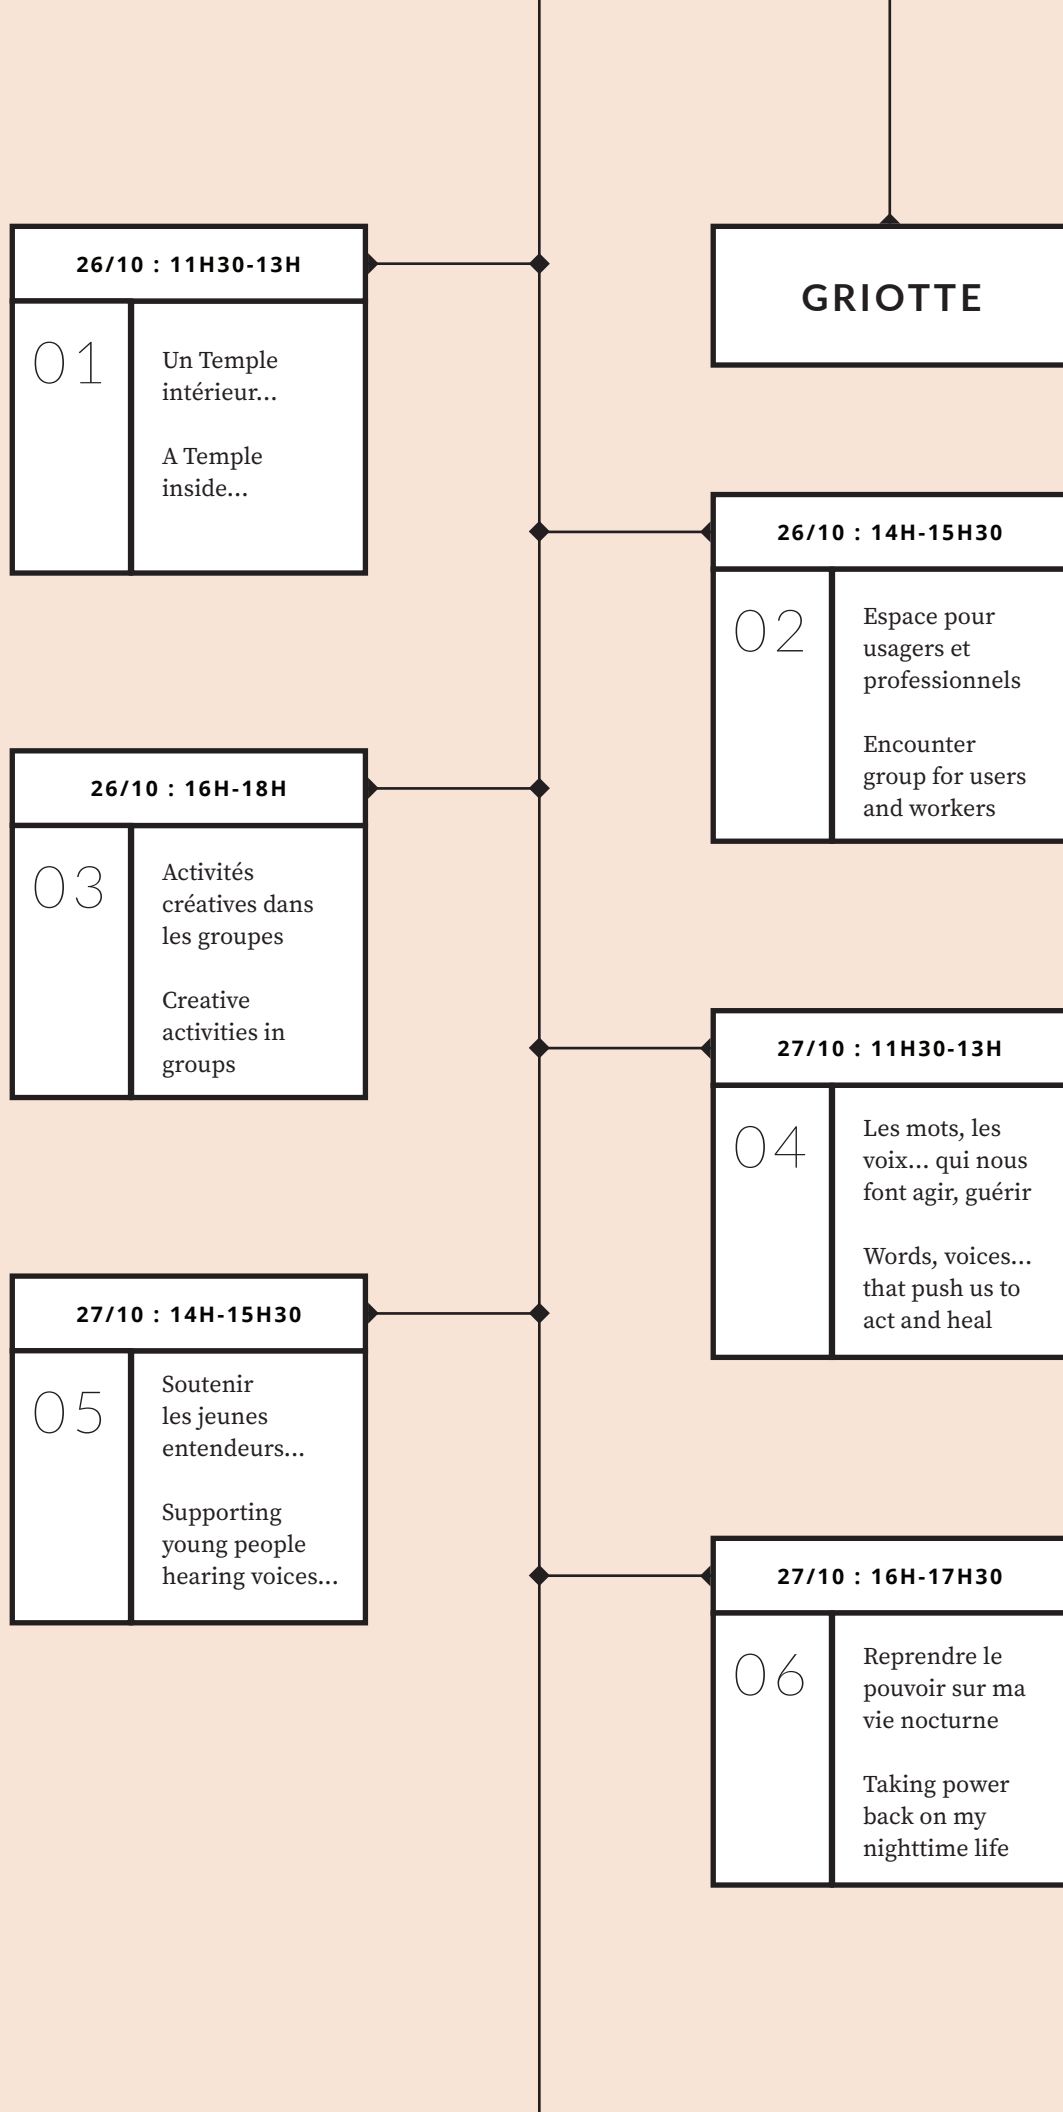 26/10 : 11H30-13H
01
Un Temple
intérieur...
A Temple
inside...
GRIOTTE
26/10 : 14H-15H30
02
Espace pour
usagers et
professionnels
Encounter
group for users
and workers
26/10 : 16H-18H
03
Activités
créatives dans
les groupes
Creative
activities in
groups
27/10 : 11H30-13H
04
Les mots, les
voix... qui nous
font agir, guérir
Words, voices...
that push us to
act and heal
27/10 : 14H-15H30
05
Soutenir
les jeunes
entendeurs...
Supporting
young people
hearing voices...
27/10 : 16H-17H30
06
Reprendre le
pouvoir sur ma
vie nocturne
Taking power
back on my
nighttime life